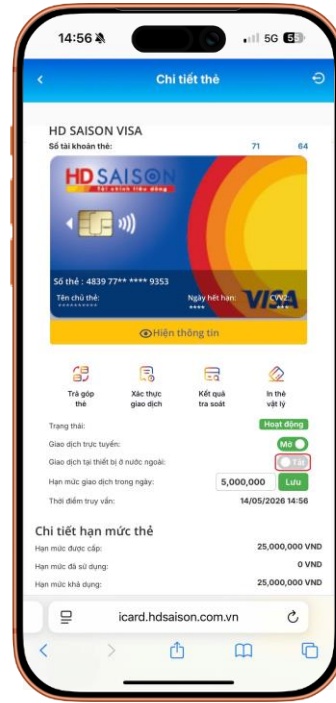 14:56
5G 55
Chi tiết thẻ
HD SAISON VISA
Số tài khoản thẻ: 71 64
HD SAISON
Tài chính tiêu dùng
Số thẻ : 4839 77** **** 9353
Tên chủ thẻ: Ngày hết hạn: CVV2:
********** **** ***
VISA
Hiện thông tin
Trả góp thẻ
Xác thực giao dịch
Kết quả tra soát
In thẻ vật lý
Trạng thái: Hoạt động
Giao dịch trực tuyến: Mở
Giao dịch tại thiết bị ở nước ngoài: Tắt
Hạn mức giao dịch trong ngày: 5,000,000 Lưu
Thời điểm truy vấn: 14/05/2026 14:56
Chi tiết hạn mức thẻ
Hạn mức được cấp: 25,000,000 VND
Hạn mức đã sử dụng: 0 VND
Hạn mức khả dụng: 25,000,000 VND
icard.hdsaison.com.vn